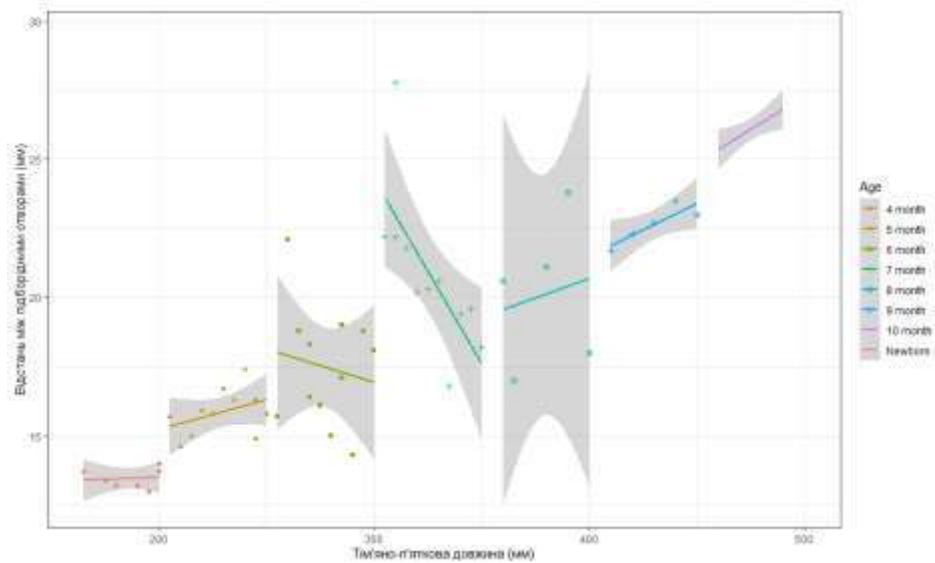 30
25
20
15
Відстань між підборідними отворами (мм)
200
300
400
500
Тім'яно-п'яткова довжина (мм)
Age
4 month
5 month
6 month
7 month
8 month
9 month
10 month
Newborn